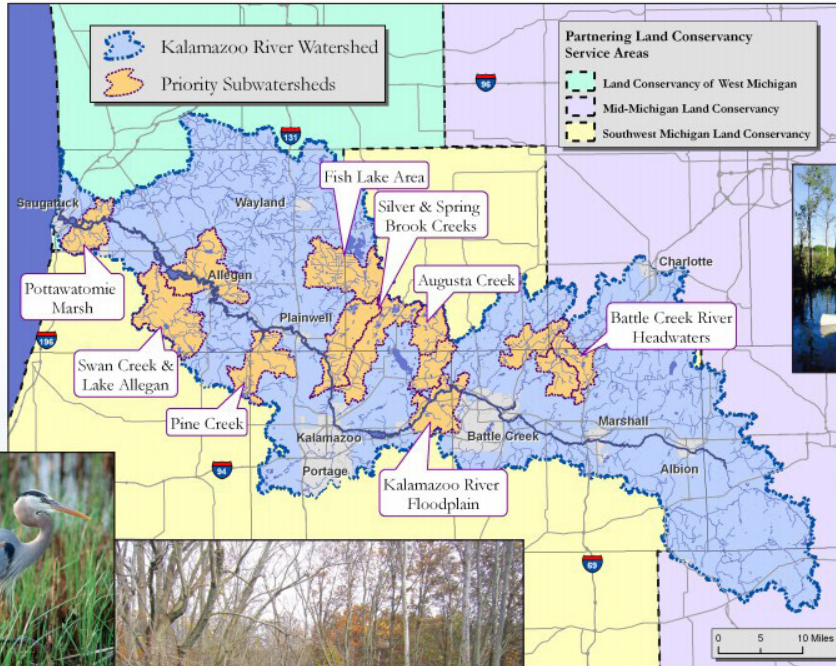 Kalamazoo River Watershed
Priority Subwatersheds
Partnering Land Conservancy
Service Areas
Land Conservancy of West Michigan
Mid-Michigan Land Conservancy
Southwest Michigan Land Conservancy
96
131
Fish Lake Area
Silver & Spring
Brook Creeks
Saugatuck
Wayland
Charlotte
Allegan
Augusta Creek
Pottawatomie
Marsh
Plainwell
Battle Creek River
Headwaters
196
Swan Creek &
Lake Allegan
Pine Creek
Marshall
Kalamazoo
Battle Creek
94
Portage
Albion
Kalamazoo River
Floodplain
69
0 5 10 Miles